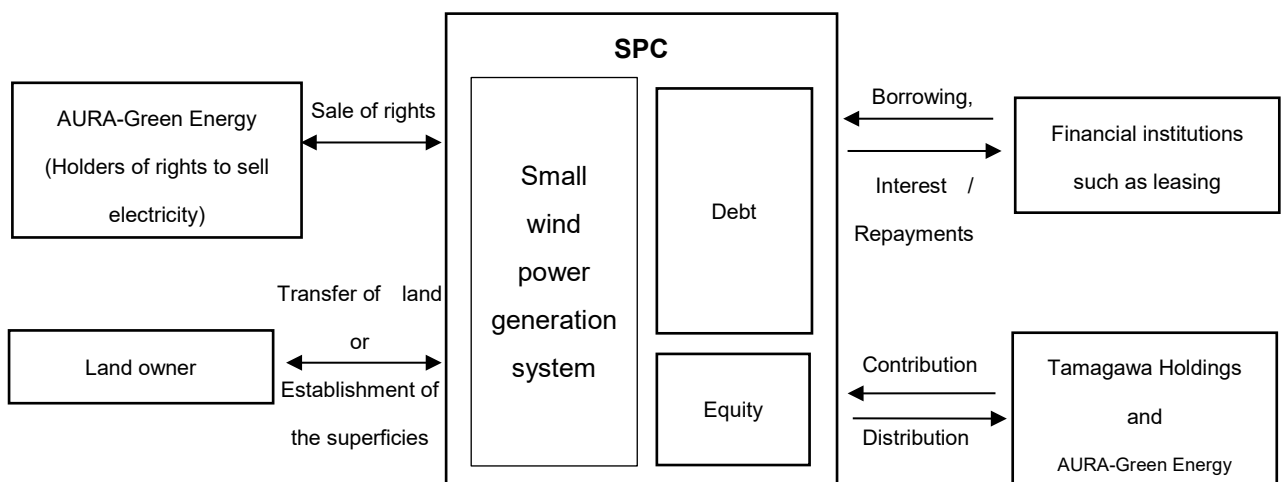 SPC
AURA-Green Energy
(Holders of rights to sell
electricity)
Sale of rights
Land owner
Transfer of land
or
Establishment of
the superficies
Small
wind
power
generation
system
Debt
Equity
Borrowing,
Interest /
Repayments
Financial institutions
such as leasing
Contribution
Distribution
Tamagawa Holdings
and
AURA-Green Energy